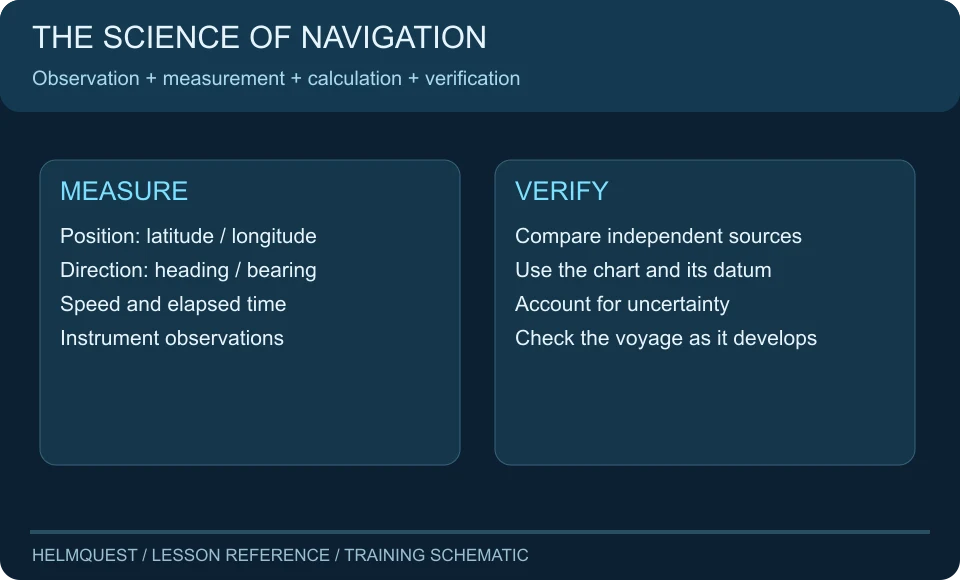 THE SCIENCE OF NAVIGATION
Observation + measurement + calculation + verification
MEASURE
Position: latitude / longitude
Direction: heading / bearing
Speed and elapsed time
Instrument observations
VERIFY
Compare independent sources
Use the chart and its datum
Account for uncertainty
Check the voyage as it develops
HELMQUEST / LESSON REFERENCE / TRAINING SCHEMATIC